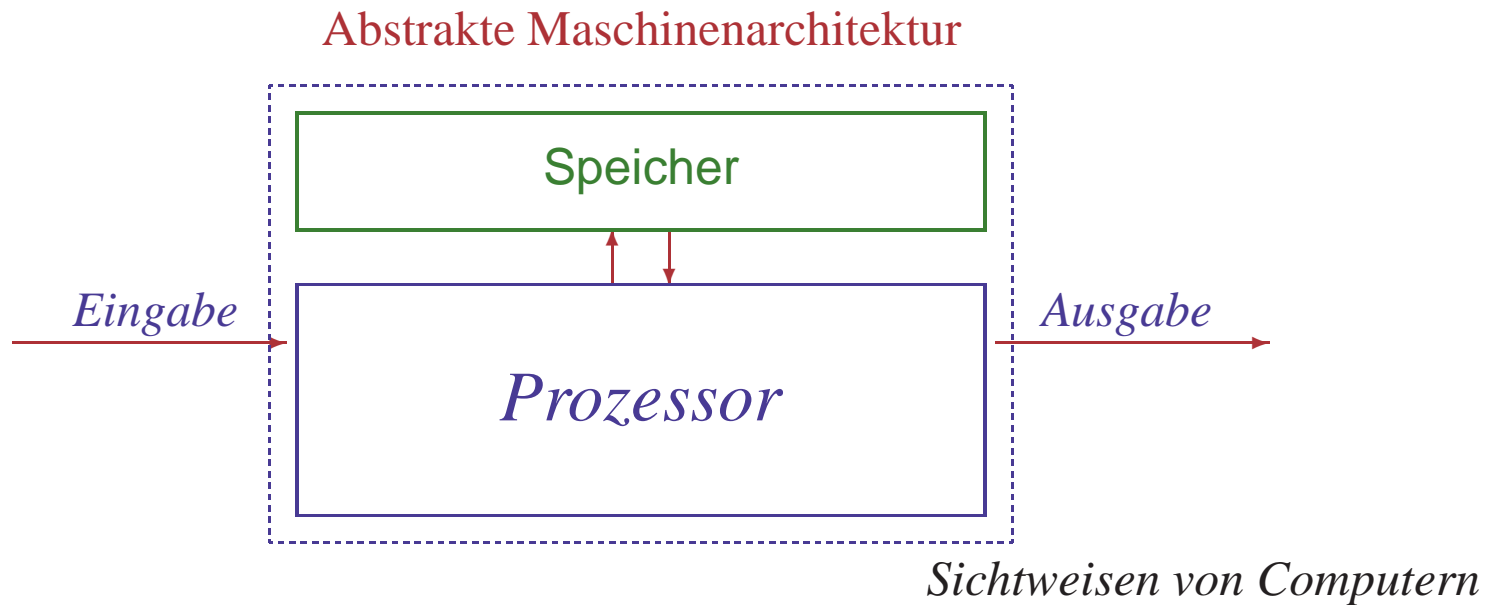 Abstrakte Maschinenarchitektur
Speicher
Eingabe
Ausgabe
Prozessor
Sichtweisen von Computern